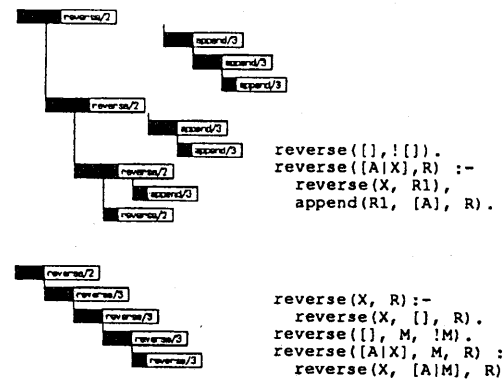 reverse/2
append/3
append/3
append/3
reverse/2
append/3
append/3
reverse/2
append/3
reverse/2
reverse([],![]).
reverse([A|X],R) :-
reverse(X, R1),
append(R1, [A], R).
reverse/2
reverse/3
reverse/3
reverse/3
reverse/3
reverse(X, R):-
reverse(X, [], R).
reverse([], M, !M).
reverse([A|X], M, R) :
reverse(X, [A|M], R)